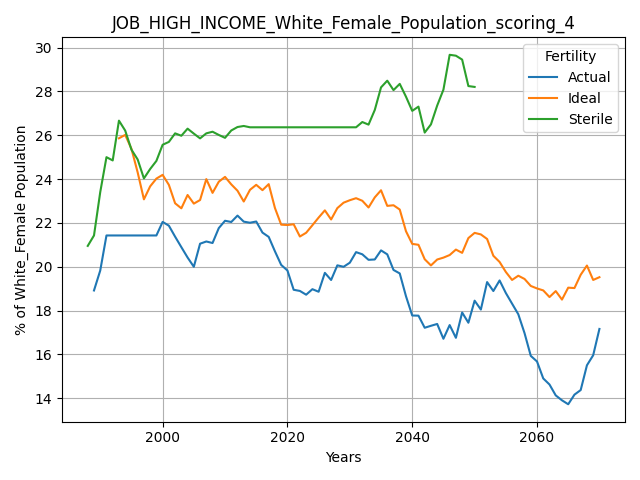 JOB_HIGH_INCOME_White_Female_Population_scoring_4
% of White_Female Population
30
28
26
24
22
20
18
16
14
Fertility
Actual
Ideal
Sterile
2000
2020
2040
2060
Years